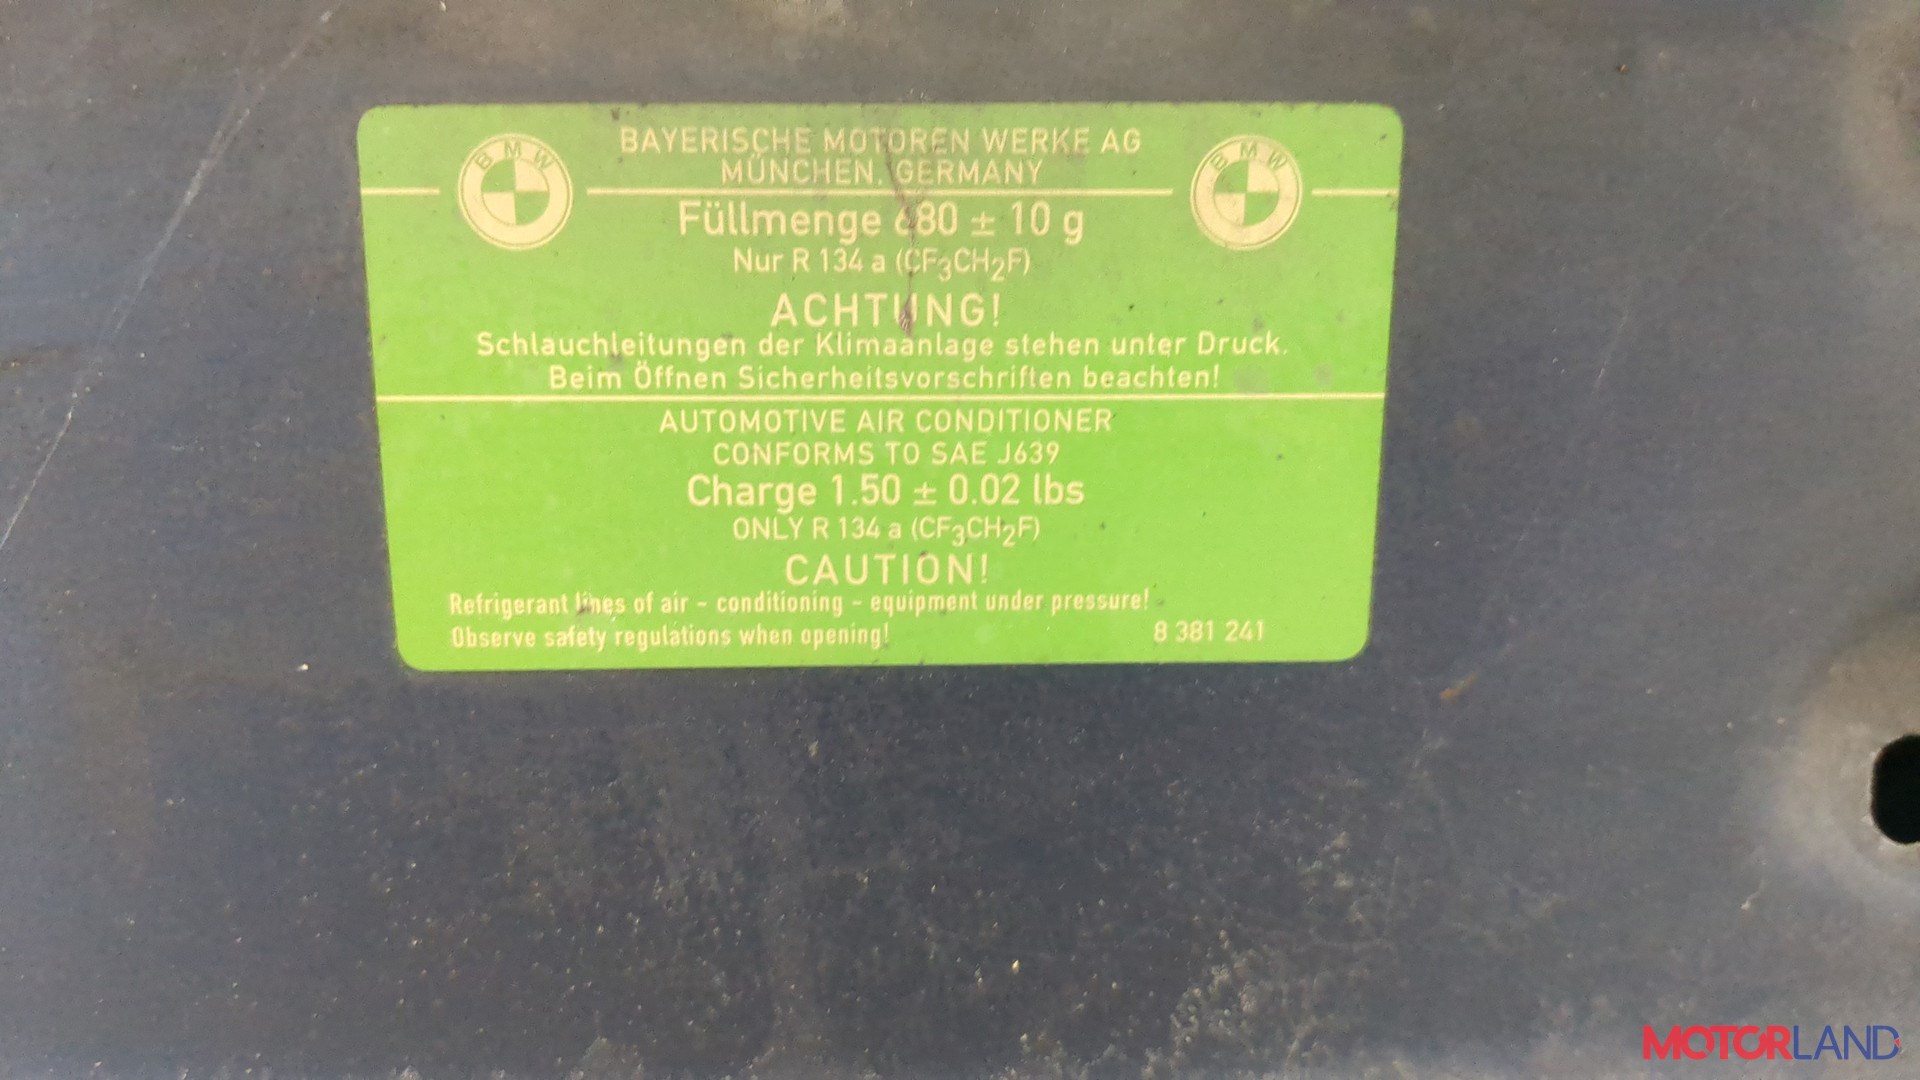 BMW
BMW
BAYERISCHE MOTOREN WERKE AG
MÜNCHEN, GERMANY
Füllmenge 680 ± 10 g
Nur R 134 a (CF3CH2F)
ACHTUNG!
Schlauchleitungen der Klimaanlage stehen unter Druck.
Beim Öffnen Sicherheitsvorschriften beachten!
AUTOMOTIVE AIR CONDITIONER
CONFORMS TO SAE J639
Charge 1.50 ± 0.02 lbs
ONLY R 134 a (CF3CH2F)
CAUTION!
Refrigerant lines of air - conditioning - equipment under pressure!
Observe safety regulations when opening!
8 381 241
MOTORLAND